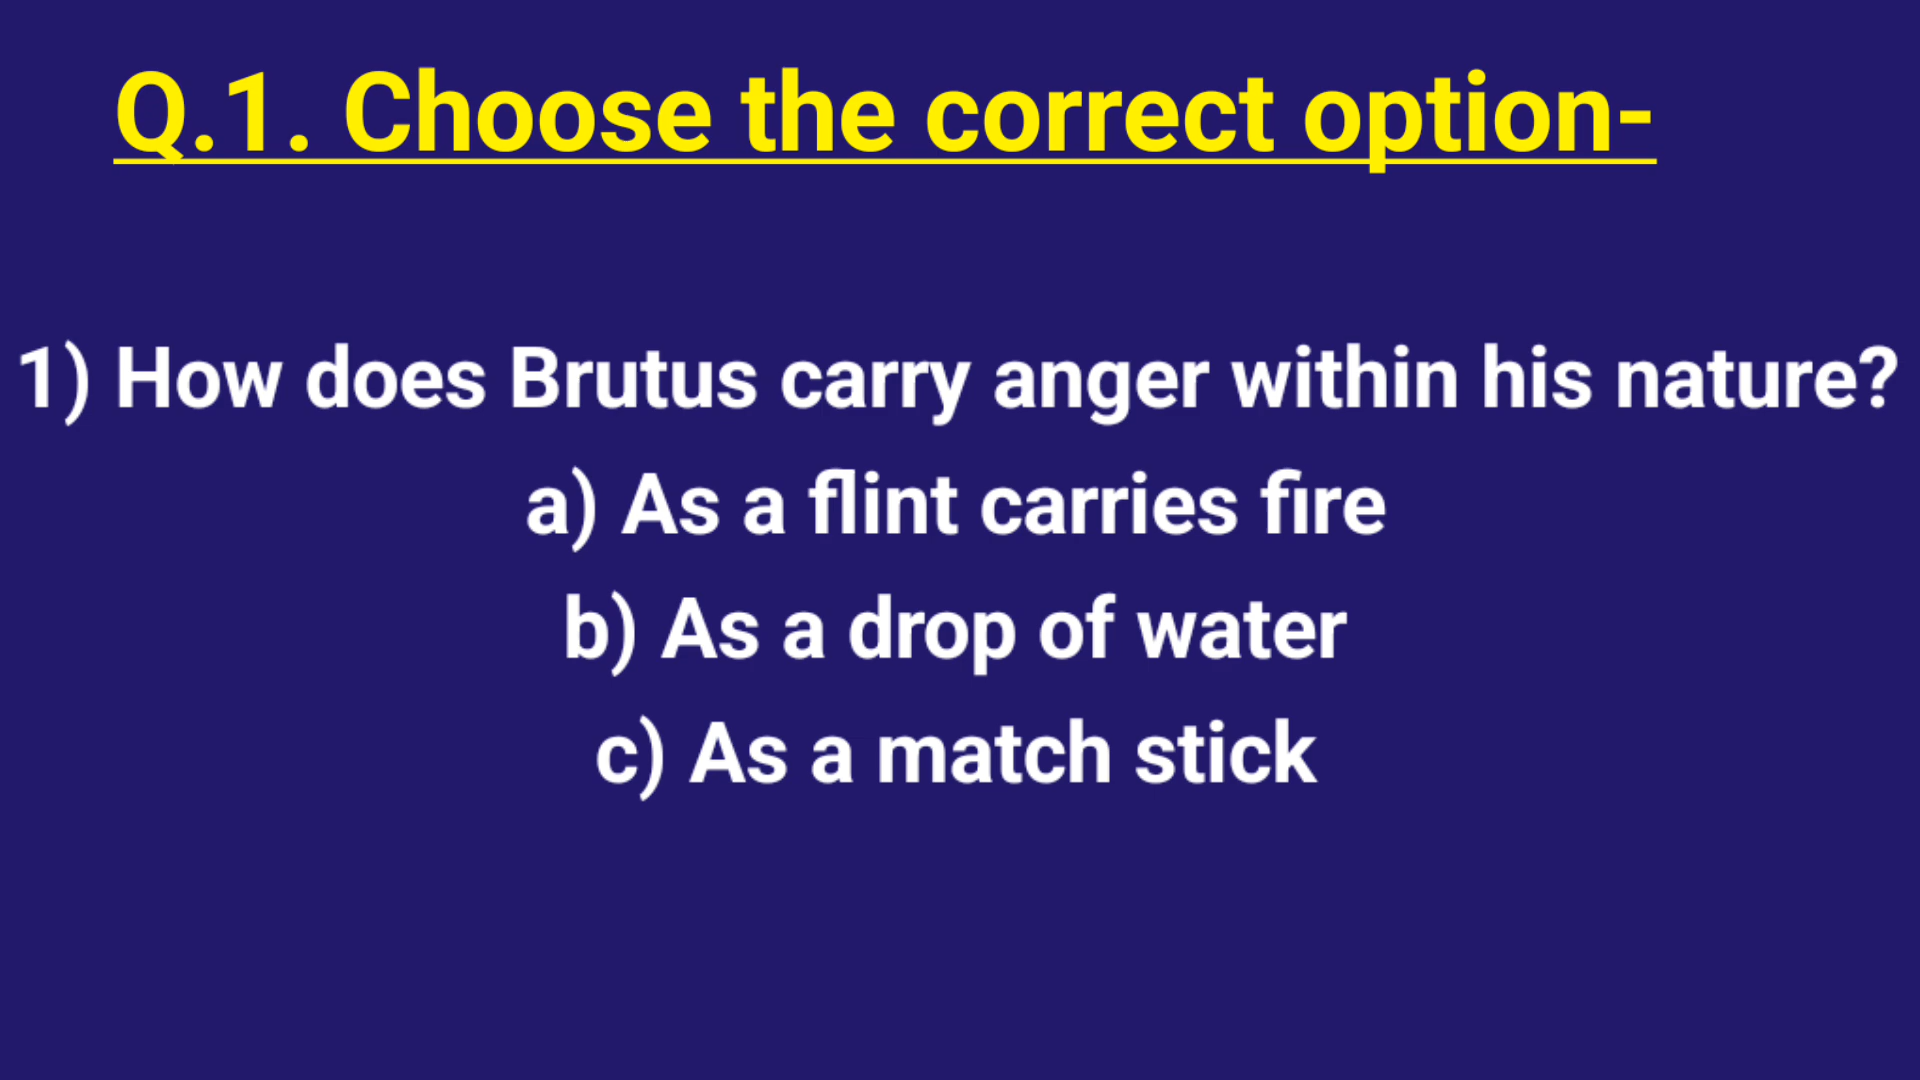 Q.1. Choose the correct option-
1) How does Brutus carry anger within his nature?
a) As a flint carries fire
b) As a drop of water
c) As a match stick